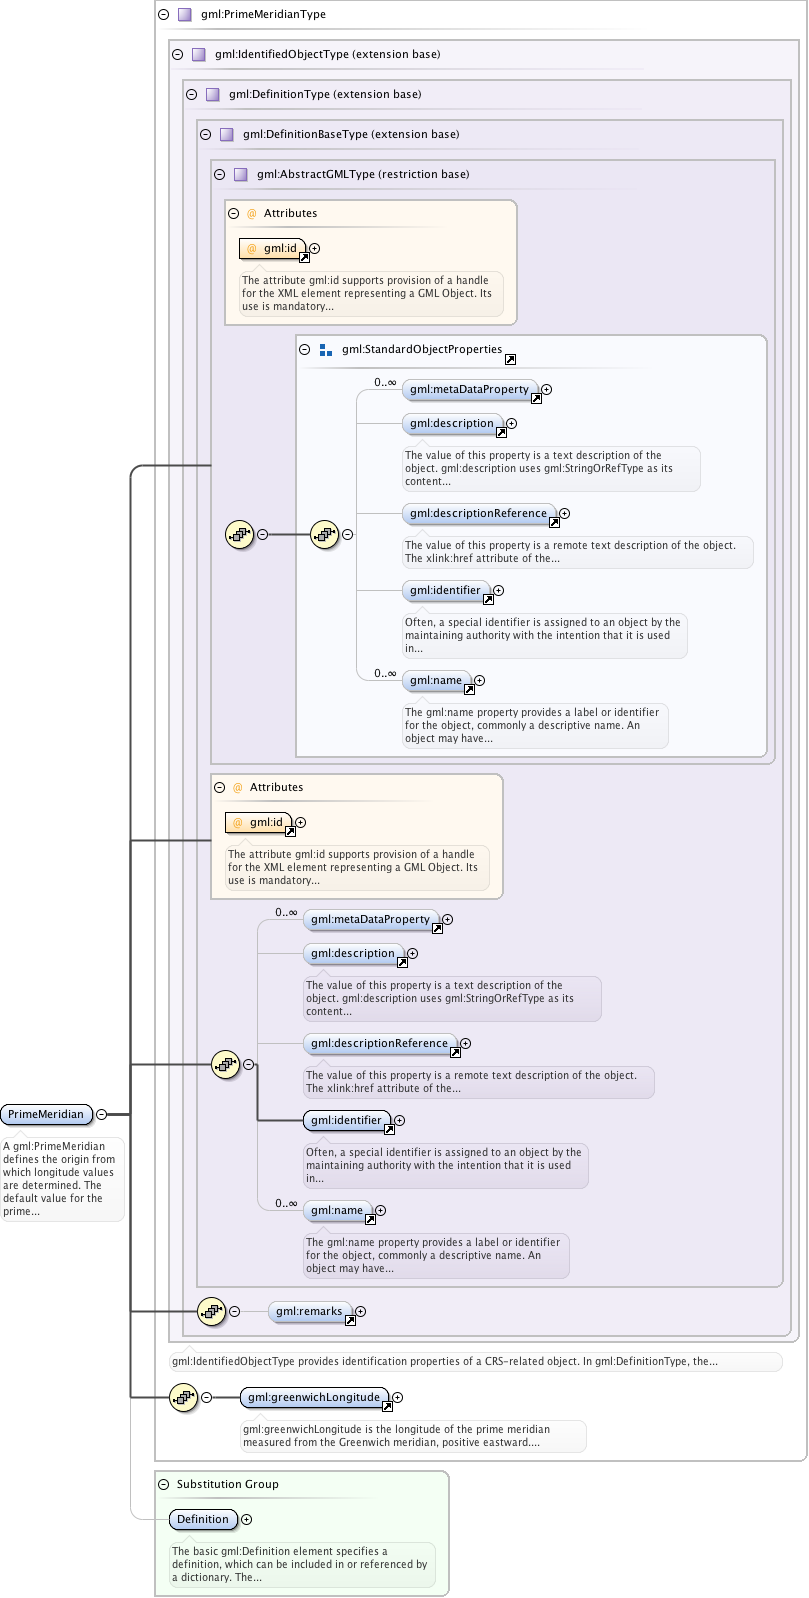 gml:PrimeMeridianType
gml:IdentifiedObjectType (extension base)
gml:DefinitionType (extension base)
gml:DefinitionBaseType (extension base)
gml:AbstractGMLType (restriction base)
@ Attributes
@ gml:id
The attribute gml:id supports provision of a handle
for the XML element representing a GML Object. Its
use is mandatory...
gml:StandardObjectProperties
0..∞
gml:metaDataProperty
gml:description
The value of this property is a text description of the
object. gml:description uses gml:StringOrRefType as its
content...
gml:descriptionReference
The value of this property is a remote text description of the object.
The xlink:href attribute of the...
gml:identifier
Often, a special identifier is assigned to an object by the
maintaining authority with the intention that it is used
in...
0..∞
gml:name
The gml:name property provides a label or identifier
for the object, commonly a descriptive name. An
object may have...
@ Attributes
@ gml:id
The attribute gml:id supports provision of a handle
for the XML element representing a GML Object. Its
use is mandatory...
0..∞
gml:metaDataProperty
gml:description
The value of this property is a text description of the
object. gml:description uses gml:StringOrRefType as its
content...
gml:descriptionReference
The value of this property is a remote text description of the object.
The xlink:href attribute of the...
gml:identifier
Often, a special identifier is assigned to an object by the
maintaining authority with the intention that it is used
in...
0..∞
gml:name
The gml:name property provides a label or identifier
for the object, commonly a descriptive name. An
object may have...
PrimeMeridian
A gml:PrimeMeridian
defines the origin from
which longitude values
are determined. The
default value for the
prime...
gml:remarks
gml:IdentifiedObjectType provides identification properties of a CRS-related object. In gml:DefinitionType, the...
gml:greenwichLongitude
gml:greenwichLongitude is the longitude of the prime meridian
measured from the Greenwich meridian, positive eastward....
Substitution Group
Definition
The basic gml:Definition element specifies a
definition, which can be included in or referenced by
a dictionary. The...